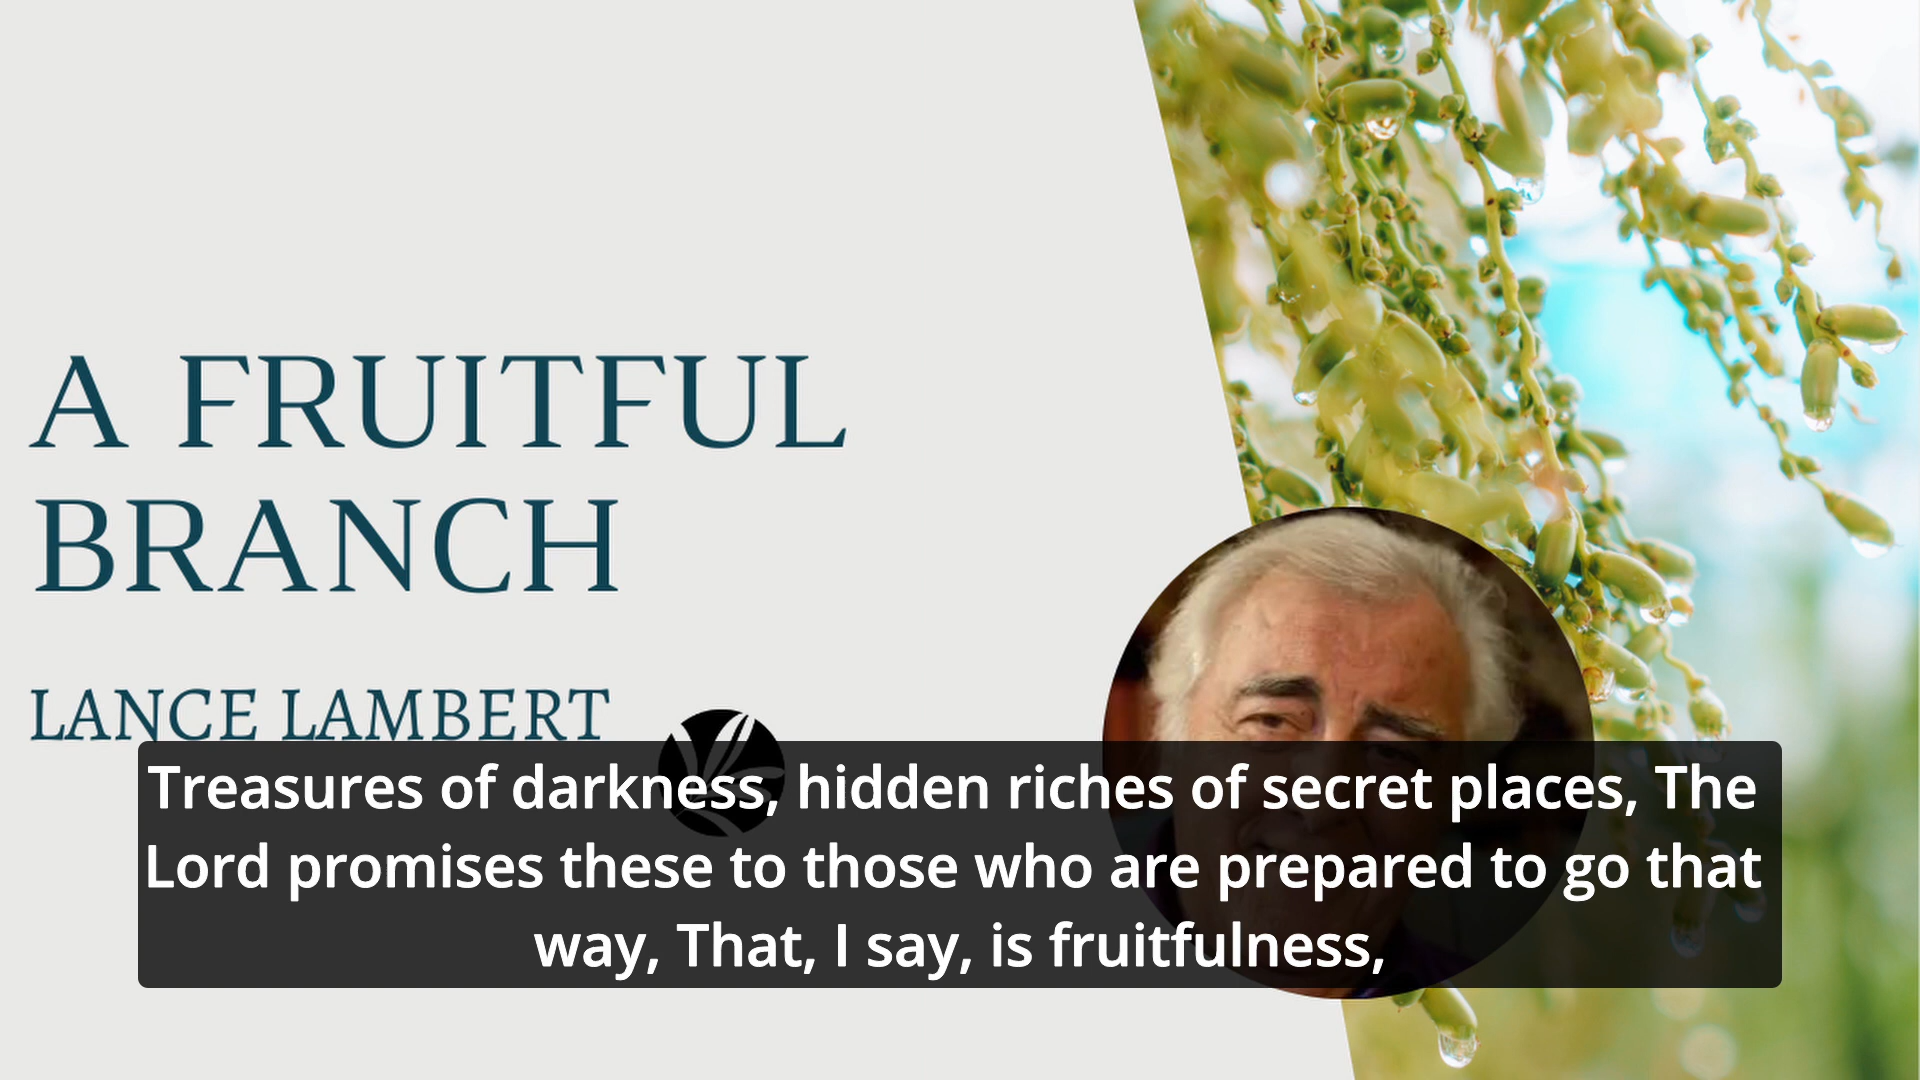 A FRUITFUL
BRANCH
LANCE LAMBERT
Treasures of darkness, hidden riches of secret places, The
Lord promises these to those who are prepared to go that
way, That, I say, is fruitfulness,